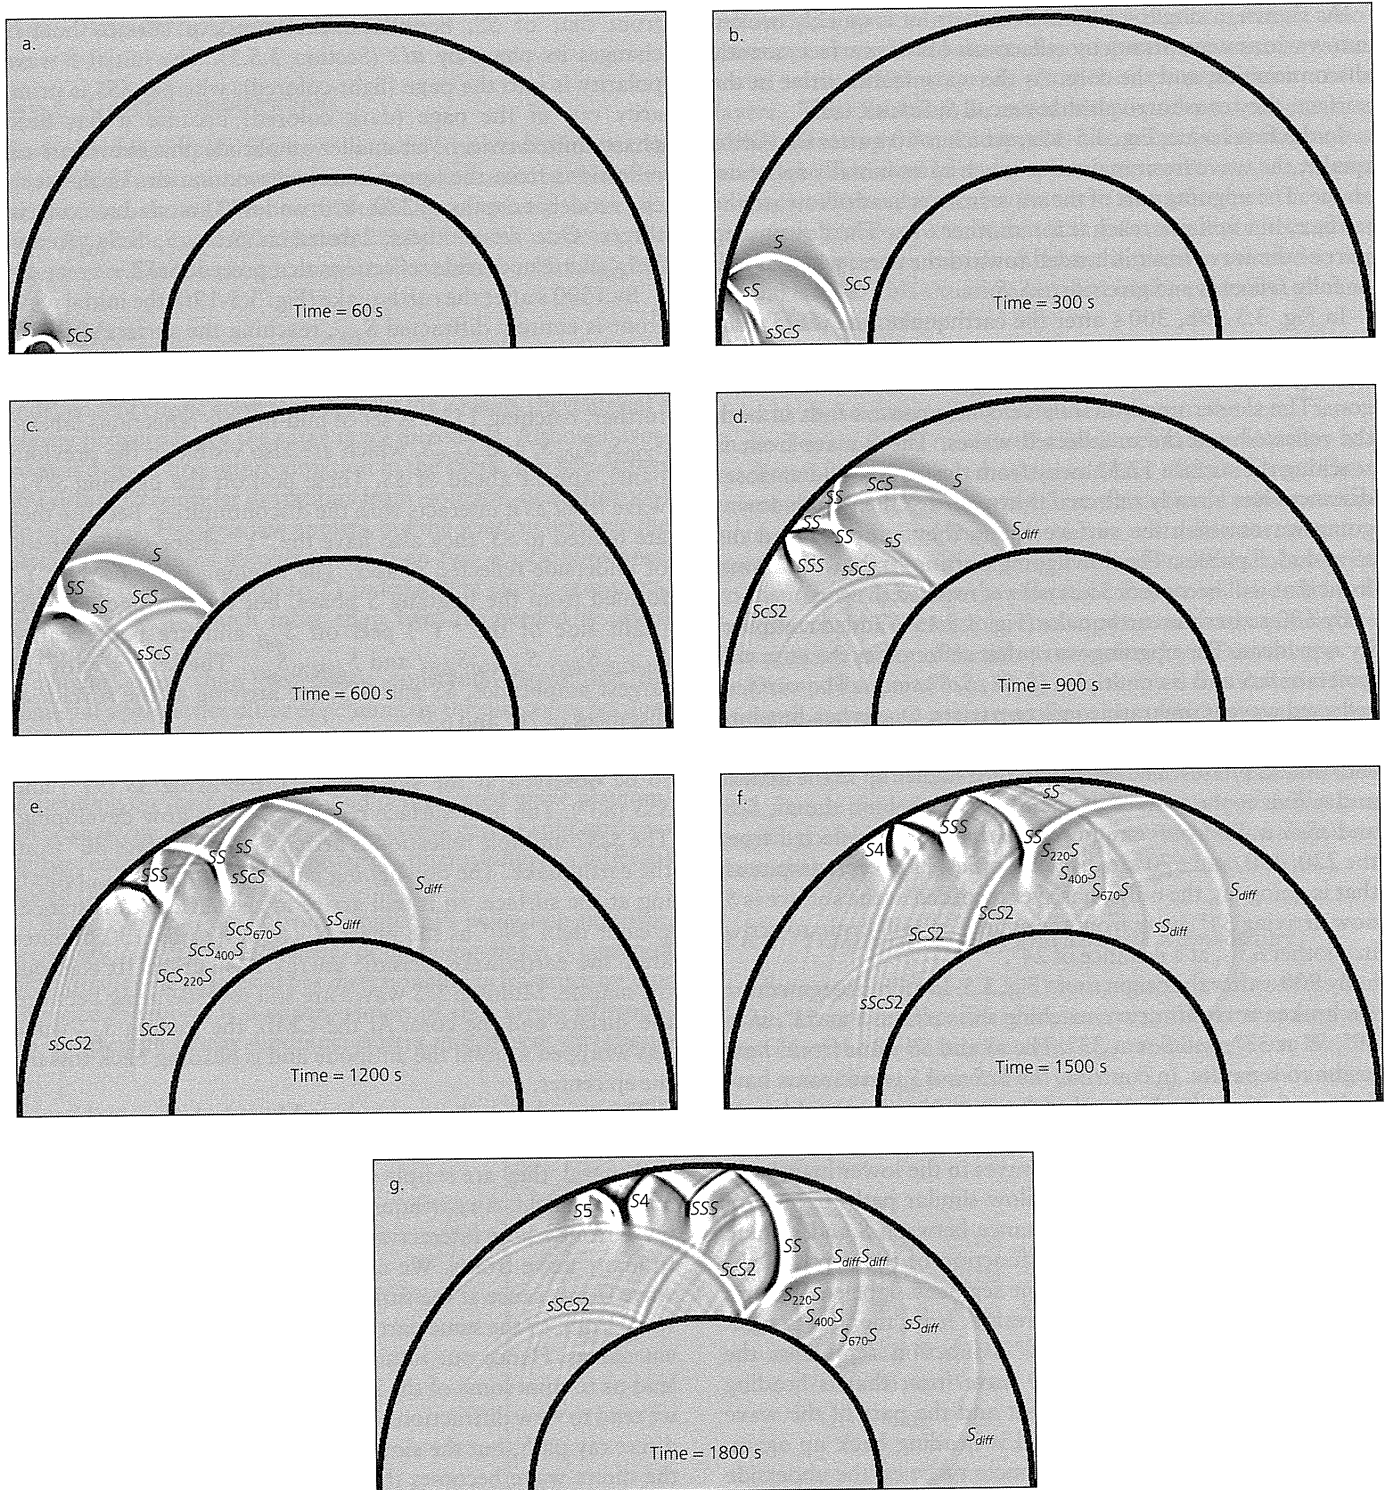 a.
S
ScS
Time = 60 s
b.
S
sS
ScS
sScS
Time = 300 s
c.
S
SS
sS
ScS
sScS
Time = 600 s
d.
ScS
S
SS
SS
SS
sS
Sdiff
SSS
sScS
ScS2
Time = 900 s
e.
S
sS
SS
SSS
sScS
Sdiff
sSdiff
ScS670S
ScS400S
ScS220S
ScS2
sScS2
Time = 1200 s
f.
sS
SSS
SS
S4
S220S
S400S
S670S
Sdiff
ScS2
ScS2
sSdiff
sScS2
Time = 1500 s
g.
S5
S4
SSS
SS
SdiffSdiff
ScS2
S220S
sScS2
S400S
sSdiff
S670S
Sdiff
Time = 1800 s